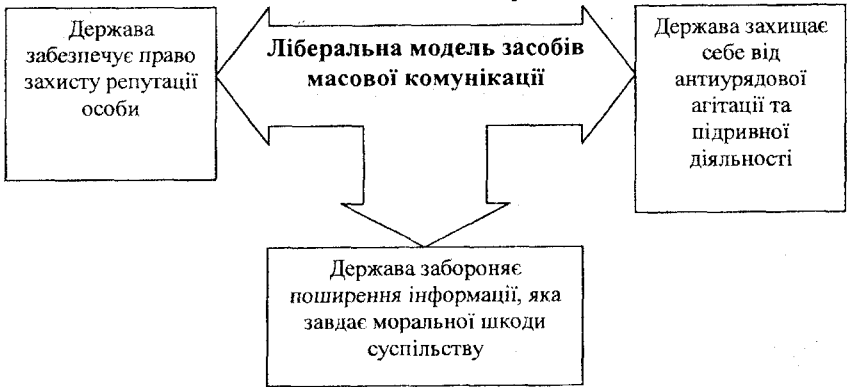 Держава
забезпечує право
захисту репутації
особи
Ліберальна модель засобів
масової комунікації
Держава захищає
себе від
антиурядової
агітації та
підривної
діяльності
Держава забороняє
поширення інформації, яка
завдає моральної шкоди
суспільству